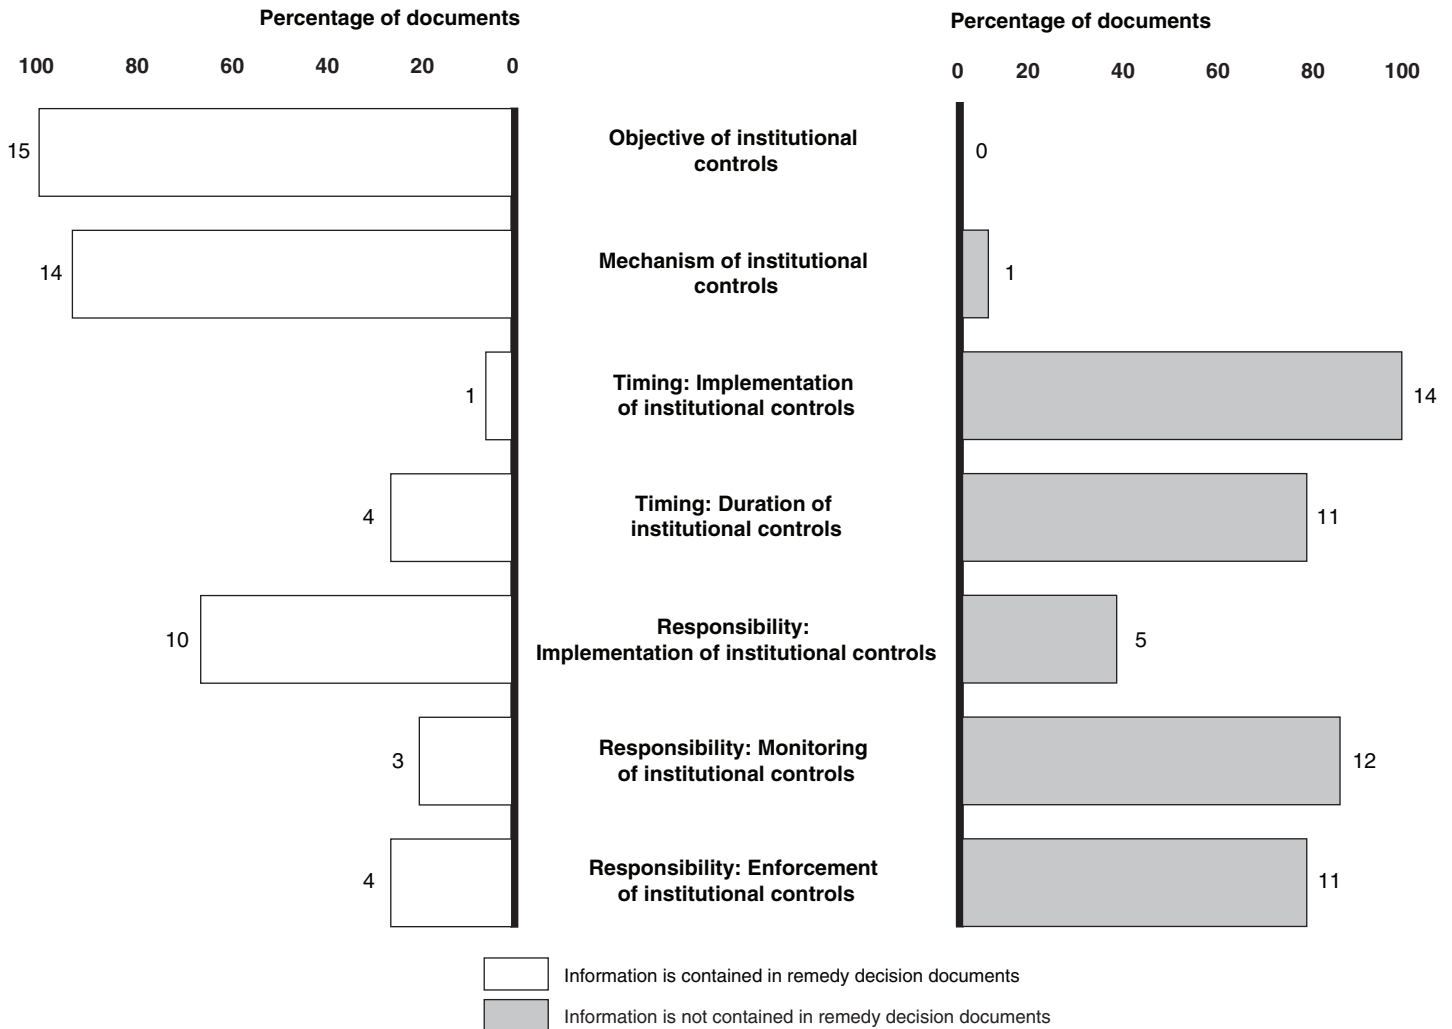 Percentage of documents
Percentage of documents
100 80 60 40 20 0
0 20 40 60 80 100
15
Objective of institutional
controls
0
14
Mechanism of institutional
controls
1
1
Timing: Implementation
of institutional controls
14
4
Timing: Duration of
institutional controls
11
10
Responsibility:
Implementation of institutional controls
5
3
Responsibility: Monitoring
of institutional controls
12
4
Responsibility: Enforcement
of institutional controls
11
Information is contained in remedy decision documents
Information is not contained in remedy decision documents